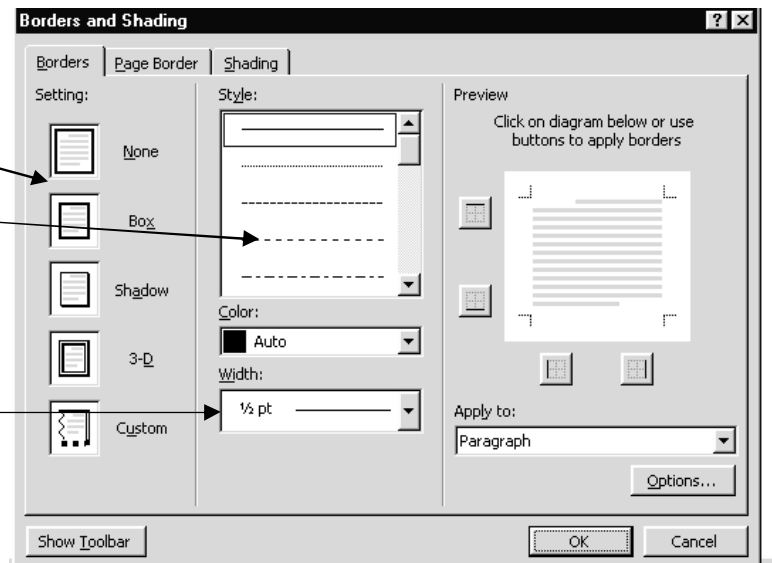 Borders and Shading
Borders Page Border Shading
Setting:
None
Box
Shadow
3-D
Custom
Style:
Color:
Auto
Width:
½ pt
Preview
Click on diagram below or use
buttons to apply borders
Apply to:
Paragraph
Options...
Show Toolbar
OK Cancel